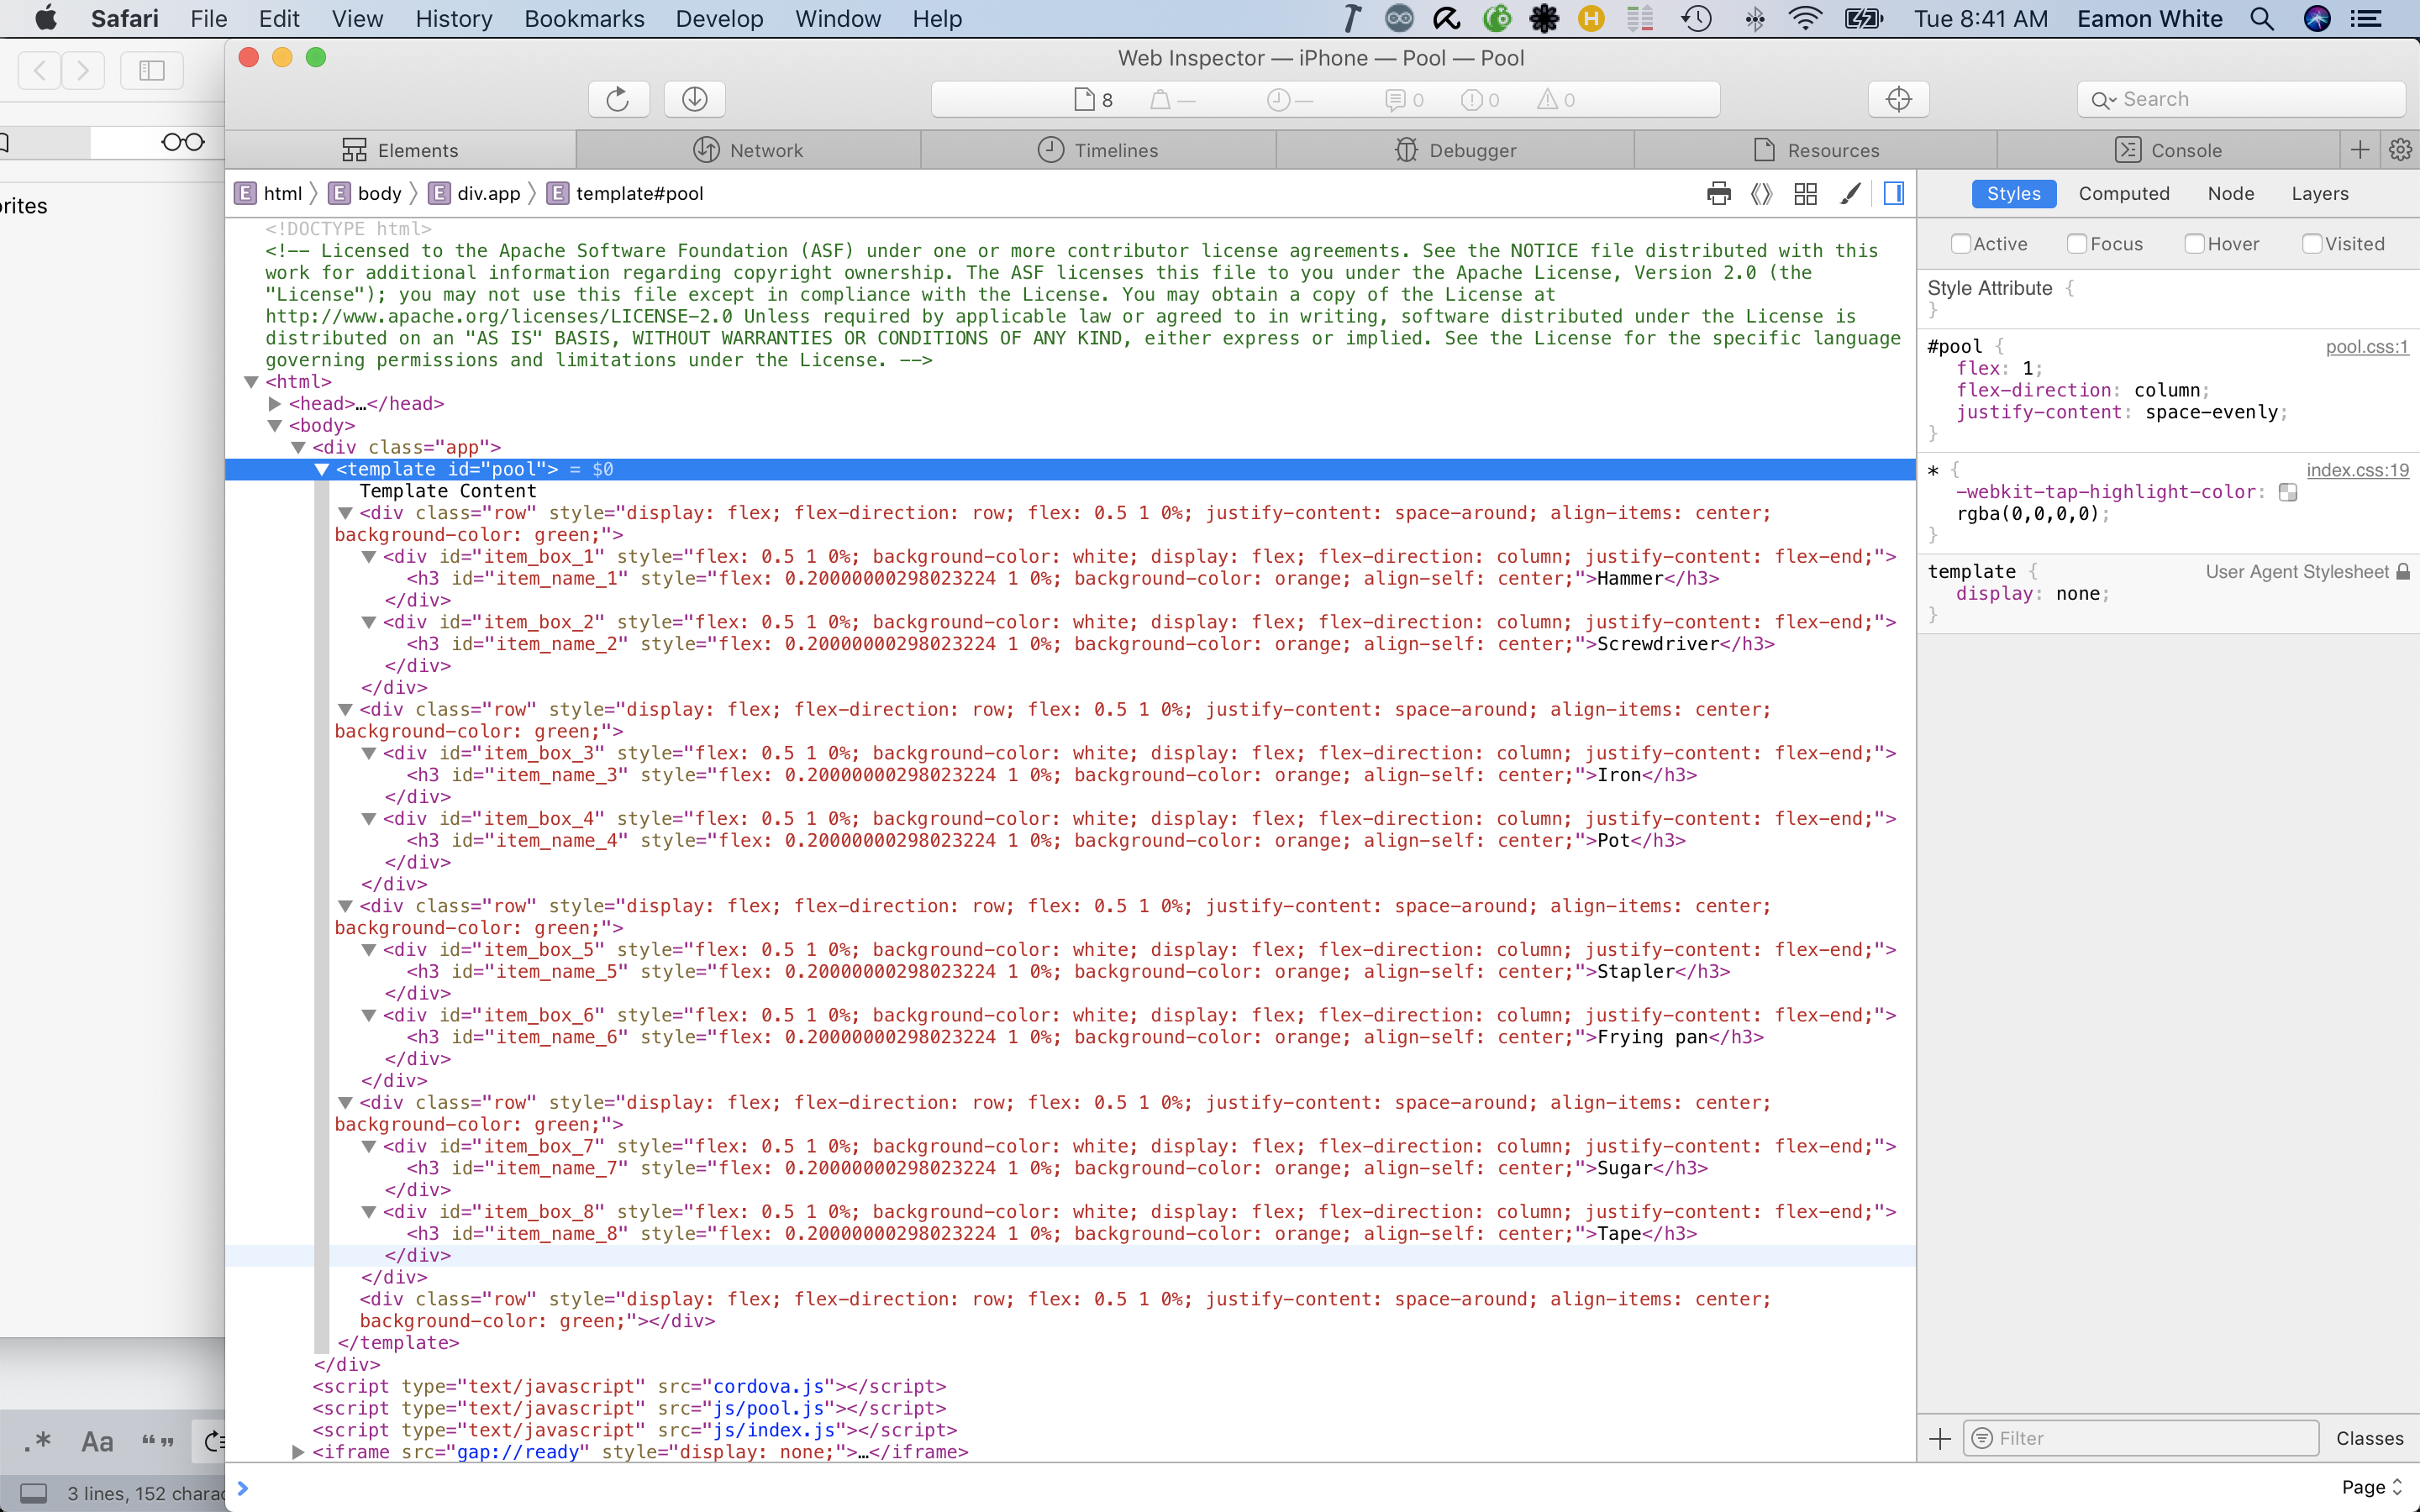 Safari File Edit View History Bookmarks Develop Window Help Tue 8:41 AM Eamon White
Web Inspector — iPhone — Pool — Pool
8 — — 0 0 0 Search
Elements Network Timelines Debugger Resources Console
rites
E html E body E div.app E template#pool
<!DOCTYPE html>
<!-- Licensed to the Apache Software Foundation (ASF) under one or more contributor license agreements. See the NOTICE file distributed with this
work for additional information regarding copyright ownership. The ASF licenses this file to you under the Apache License, Version 2.0 (the
"License"); you may not use this file except in compliance with the License. You may obtain a copy of the License at
http://www.apache.org/licenses/LICENSE-2.0 Unless required by applicable law or agreed to in writing, software distributed under the License is
distributed on an "AS IS" BASIS, WITHOUT WARRANTIES OR CONDITIONS OF ANY KIND, either express or implied. See the License for the specific language
governing permissions and limitations under the License. -->
<html>
<head>…</head>
<body>
<div class="app">
<template id="pool"> = $0
Template Content
<div class="row" style="display: flex; flex-direction: row; flex: 0.5 1 0%; justify-content: space-around; align-items: center;
background-color: green;">
<div id="item_box_1" style="flex: 0.5 1 0%; background-color: white; display: flex; flex-direction: column; justify-content: flex-end;">
<h3 id="item_name_1" style="flex: 0.20000000298023224 1 0%; background-color: orange; align-self: center;">Hammer</h3>
</div>
<div id="item_box_2" style="flex: 0.5 1 0%; background-color: white; display: flex; flex-direction: column; justify-content: flex-end;">
<h3 id="item_name_2" style="flex: 0.20000000298023224 1 0%; background-color: orange; align-self: center;">Screwdriver</h3>
</div>
</div>
<div class="row" style="display: flex; flex-direction: row; flex: 0.5 1 0%; justify-content: space-around; align-items: center;
background-color: green;">
<div id="item_box_3" style="flex: 0.5 1 0%; background-color: white; display: flex; flex-direction: column; justify-content: flex-end;">
<h3 id="item_name_3" style="flex: 0.20000000298023224 1 0%; background-color: orange; align-self: center;">Iron</h3>
</div>
<div id="item_box_4" style="flex: 0.5 1 0%; background-color: white; display: flex; flex-direction: column; justify-content: flex-end;">
<h3 id="item_name_4" style="flex: 0.20000000298023224 1 0%; background-color: orange; align-self: center;">Pot</h3>
</div>
</div>
<div class="row" style="display: flex; flex-direction: row; flex: 0.5 1 0%; justify-content: space-around; align-items: center;
background-color: green;">
<div id="item_box_5" style="flex: 0.5 1 0%; background-color: white; display: flex; flex-direction: column; justify-content: flex-end;">
<h3 id="item_name_5" style="flex: 0.20000000298023224 1 0%; background-color: orange; align-self: center;">Stapler</h3>
</div>
<div id="item_box_6" style="flex: 0.5 1 0%; background-color: white; display: flex; flex-direction: column; justify-content: flex-end;">
<h3 id="item_name_6" style="flex: 0.20000000298023224 1 0%; background-color: orange; align-self: center;">Frying pan</h3>
</div>
</div>
<div class="row" style="display: flex; flex-direction: row; flex: 0.5 1 0%; justify-content: space-around; align-items: center;
background-color: green;">
<div id="item_box_7" style="flex: 0.5 1 0%; background-color: white; display: flex; flex-direction: column; justify-content: flex-end;">
<h3 id="item_name_7" style="flex: 0.20000000298023224 1 0%; background-color: orange; align-self: center;">Sugar</h3>
</div>
<div id="item_box_8" style="flex: 0.5 1 0%; background-color: white; display: flex; flex-direction: column; justify-content: flex-end;">
<h3 id="item_name_8" style="flex: 0.20000000298023224 1 0%; background-color: orange; align-self: center;">Tape</h3>
</div>
</div>
<div class="row" style="display: flex; flex-direction: row; flex: 0.5 1 0%; justify-content: space-around; align-items: center;
background-color: green;"></div>
</template>
</div>
<script type="text/javascript" src="cordova.js"></script>
<script type="text/javascript" src="js/pool.js"></script>
<script type="text/javascript" src="js/index.js"></script>
<iframe src="gap://ready" style="display: none;">…</iframe>
Styles Computed Node Layers
Active Focus Hover Visited
Style Attribute {
}
#pool { pool.css:1
flex: 1;
flex-direction: column;
justify-content: space-evenly;
}
* { index.css:19
-webkit-tap-highlight-color:
rgba(0,0,0,0);
}
template { User Agent Stylesheet
display: none;
}
Filter Classes
Page
.* Aa “ ”
3 lines, 152 charac